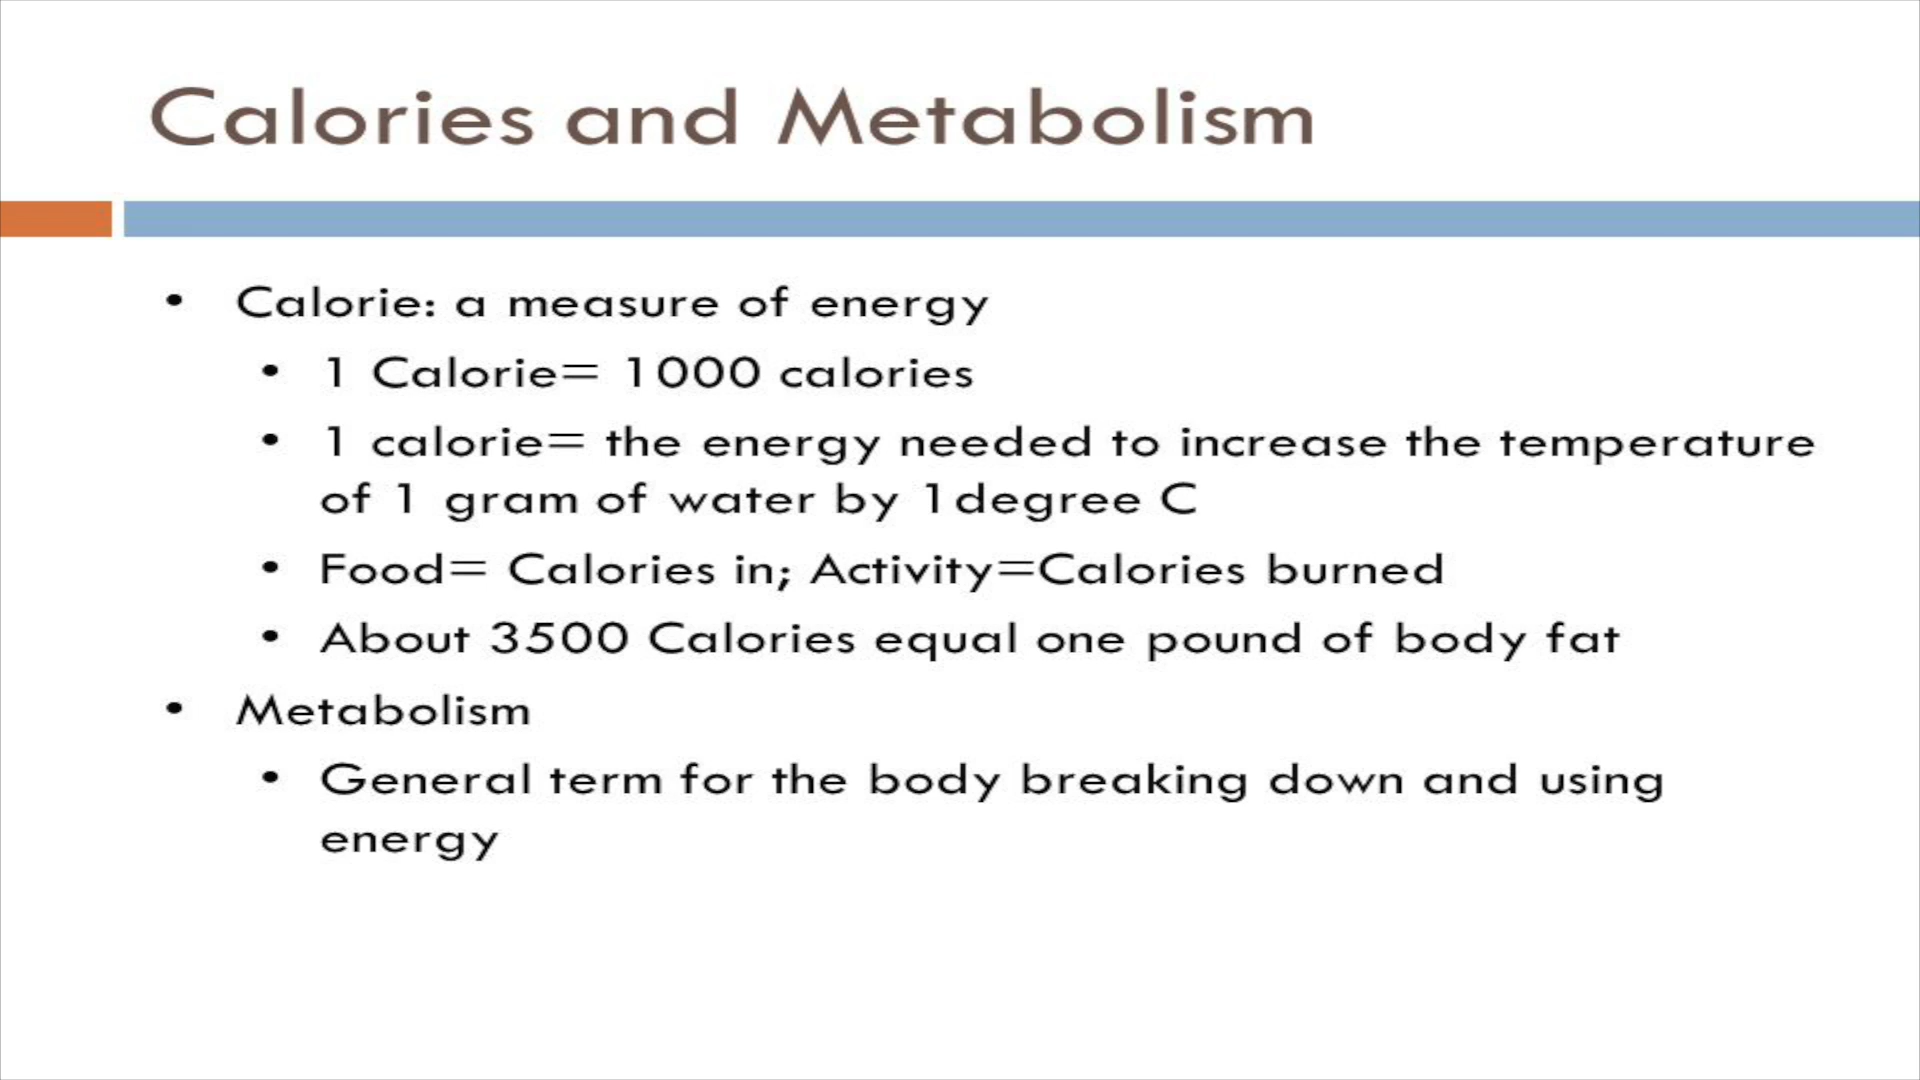 Calories and Metabolism
• Calorie: a measure of energy
• 1 Calorie= 1000 calories
• 1 calorie= the energy needed to increase the temperature
of 1 gram of water by 1degree C
• Food= Calories in; Activity=Calories burned
• About 3500 Calories equal one pound of body fat
• Metabolism
• General term for the body breaking down and using
energy